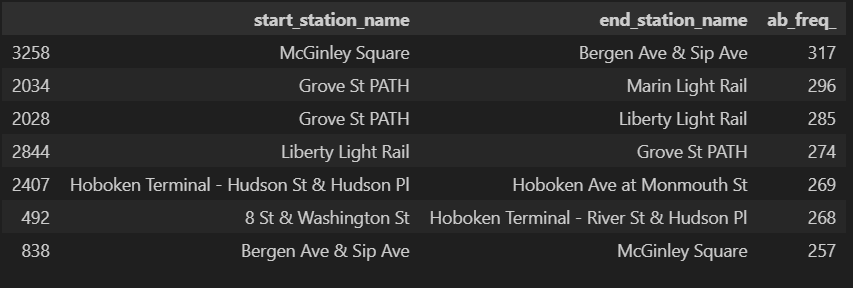 start_station_name end_station_name ab_freq_
3258 McGinley Square Bergen Ave & Sip Ave 317
2034 Grove St PATH Marin Light Rail 296
2028 Grove St PATH Liberty Light Rail 285
2844 Liberty Light Rail Grove St PATH 274
2407 Hoboken Terminal - Hudson St & Hudson Pl Hoboken Ave at Monmouth St 269
492 8 St & Washington St Hoboken Terminal - River St & Hudson Pl 268
838 Bergen Ave & Sip Ave McGinley Square 257